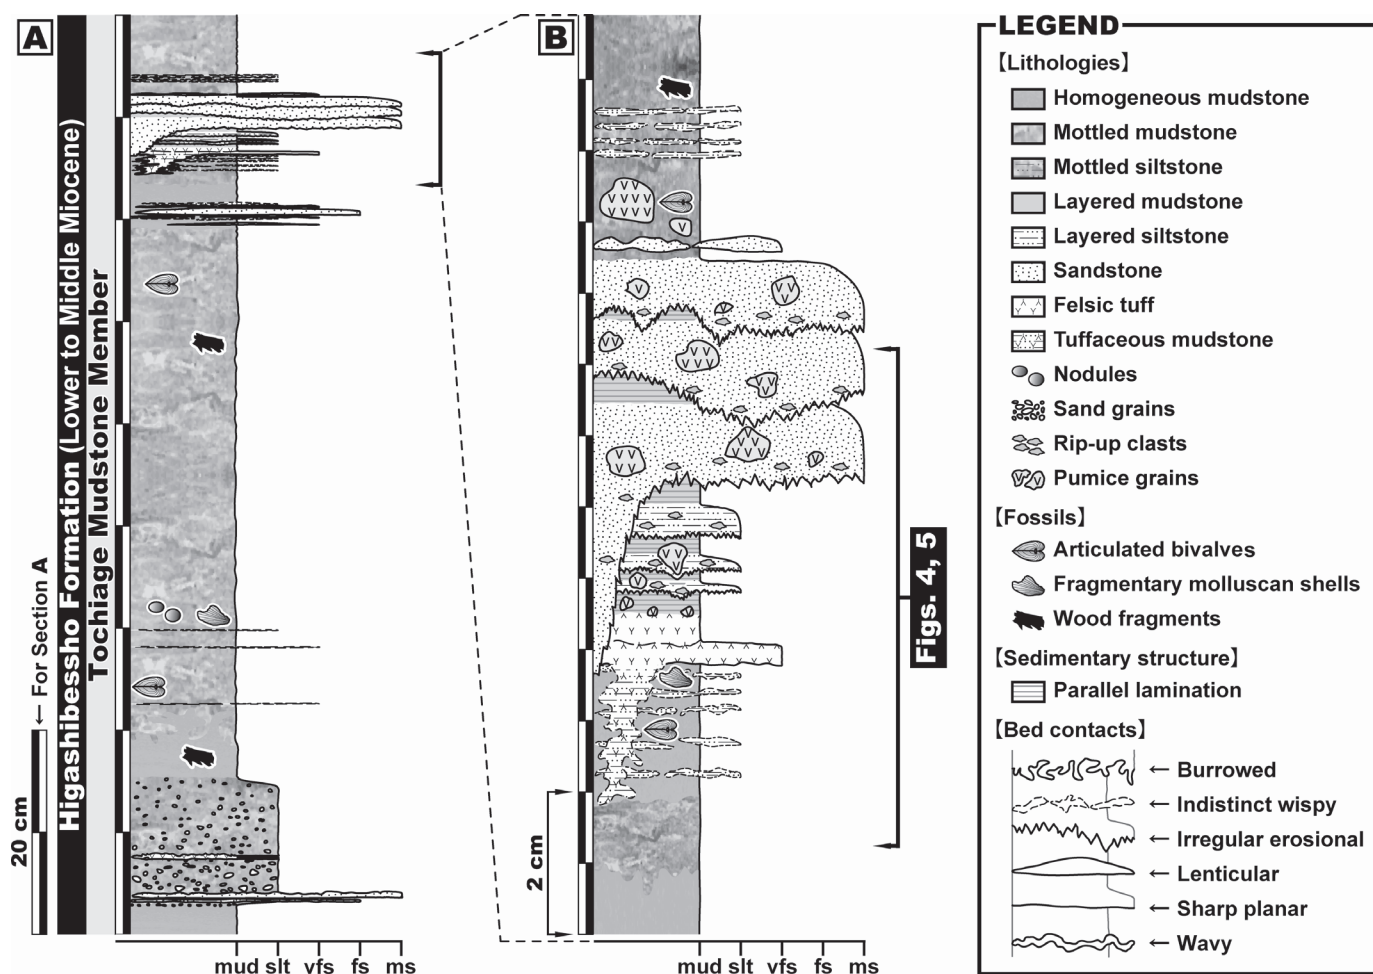 A
Higashibessho Formation (Lower to Middle Miocene)
Tochiage Mudstone Member
← For Section A
20 cm
mud slt vfs fs ms
B
2 cm
Figs. 4, 5
V V V V
mud slt vfs fs ms
LEGEND
【Lithologies】
Homogeneous mudstone
Mottled mudstone
Mottled siltstone
Layered mudstone
Layered siltstone
Sandstone
Felsic tuff
Tuffaceous mudstone
Nodules
Sand grains
Rip-up clasts
Pumice grains
【Fossils】
Articulated bivalves
Fragmentary molluscan shells
Wood fragments
【Sedimentary structure】
Parallel lamination
【Bed contacts】
← Burrowed
← Indistinct wispy
← Irregular erosional
← Lenticular
← Sharp planar
← Wavy